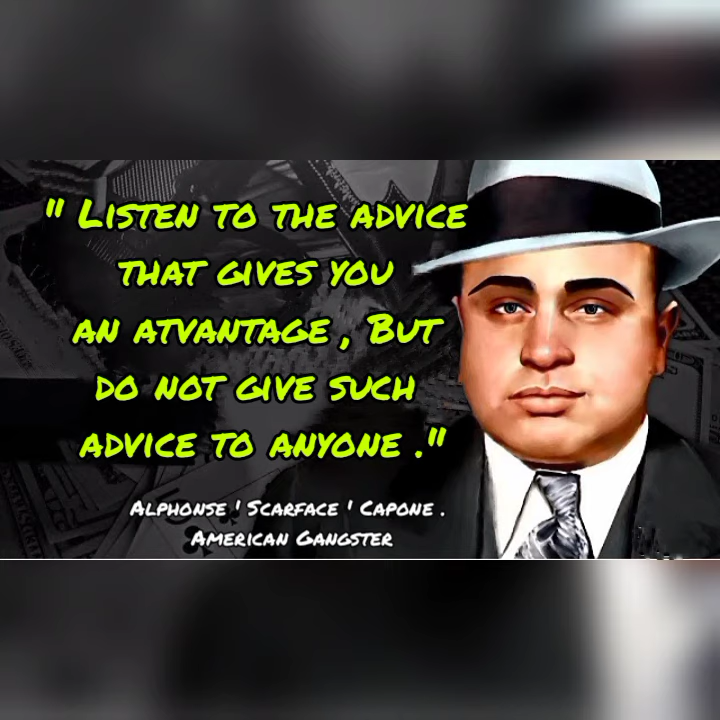 " Listen to the advice
that gives you
an atvantage , But
do not give such
advice to anyone ."
Alphonse ' Scarface ' Capone .
American Gangster